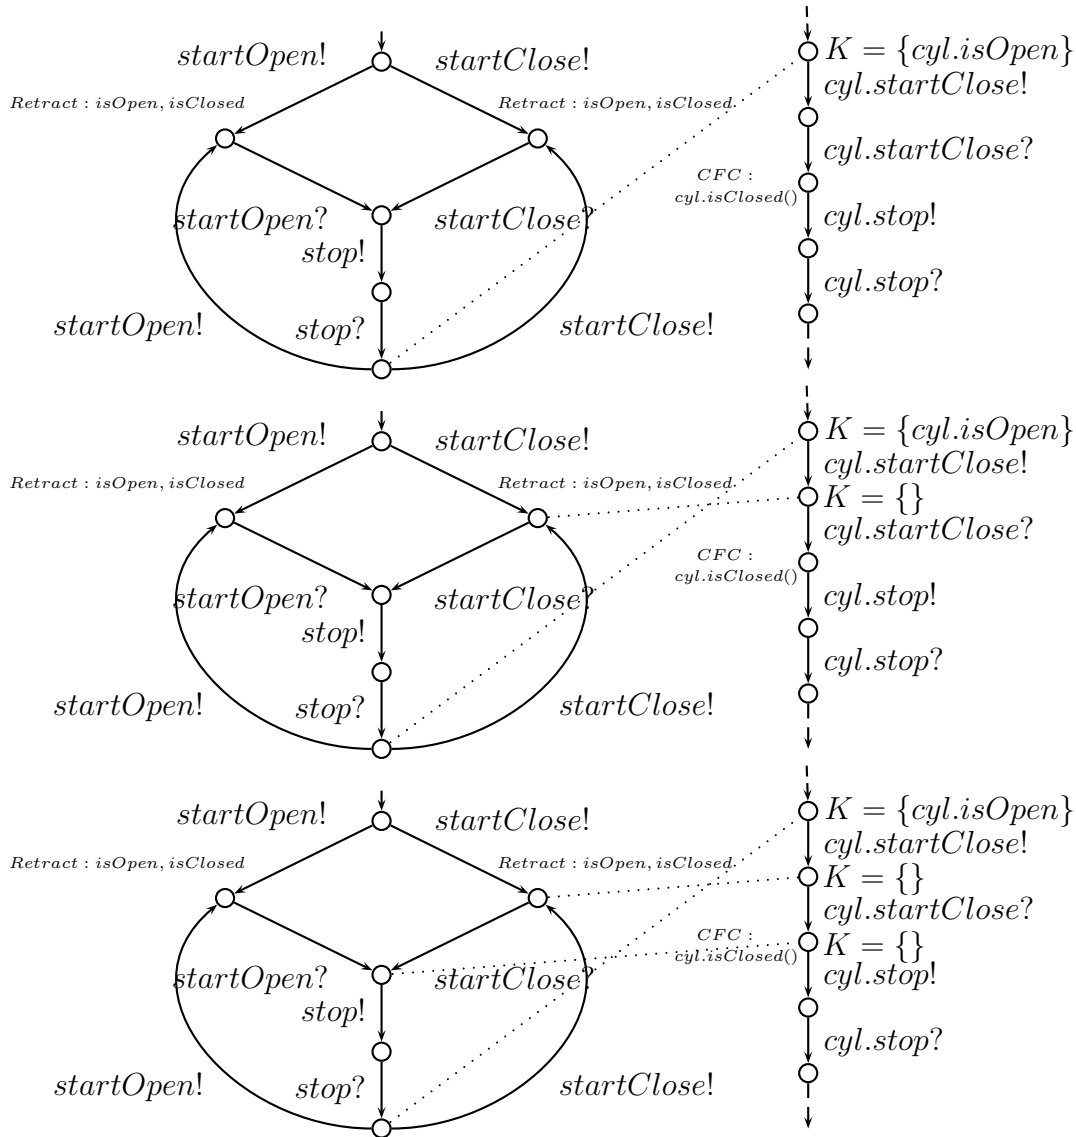 startOpen!
startClose!
K = {cyl.isOpen}
cyl.startClose!
Retract : isOpen, isClosed
Retract : isOpen, isClosed
cyl.startClose?
CFC :
cyl.isClosed()
startOpen?
startClose?
cyl.stop!
stop!
cyl.stop?
startOpen!
stop?
startClose!
startOpen!
startClose!
K = {cyl.isOpen}
cyl.startClose!
Retract : isOpen, isClosed
Retract : isOpen, isClosed
K = {}
cyl.startClose?
CFC :
cyl.isClosed()
startOpen?
startClose?
cyl.stop!
stop!
cyl.stop?
startOpen!
stop?
startClose!
startOpen!
startClose!
K = {cyl.isOpen}
cyl.startClose!
Retract : isOpen, isClosed
Retract : isOpen, isClosed
K = {}
cyl.startClose?
CFC :
cyl.isClosed()
K = {}
startOpen?
startClose?
cyl.stop!
stop!
cyl.stop?
startOpen!
stop?
startClose!